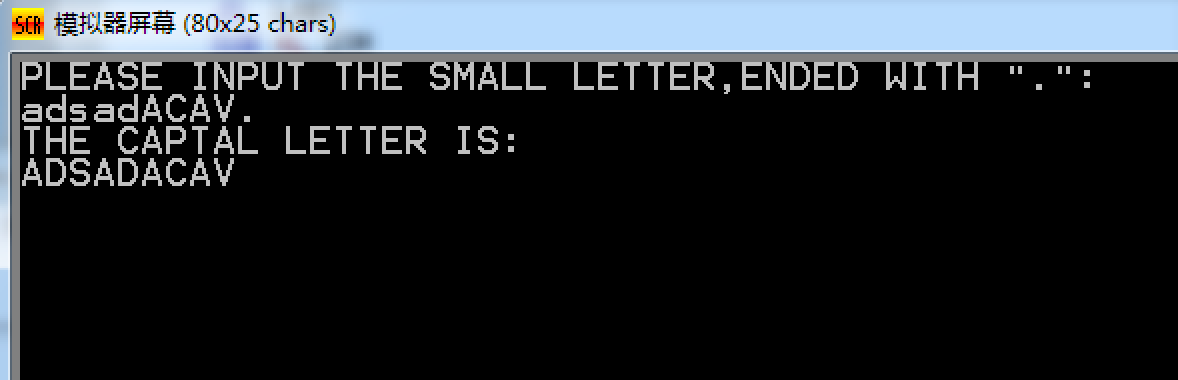 SCR 模拟器屏幕 (80x25 chars)
PLEASE INPUT THE SMALL LETTER,ENDED WITH ".":
adsadACAV.
THE CAPTAL LETTER IS:
ADSADACAV